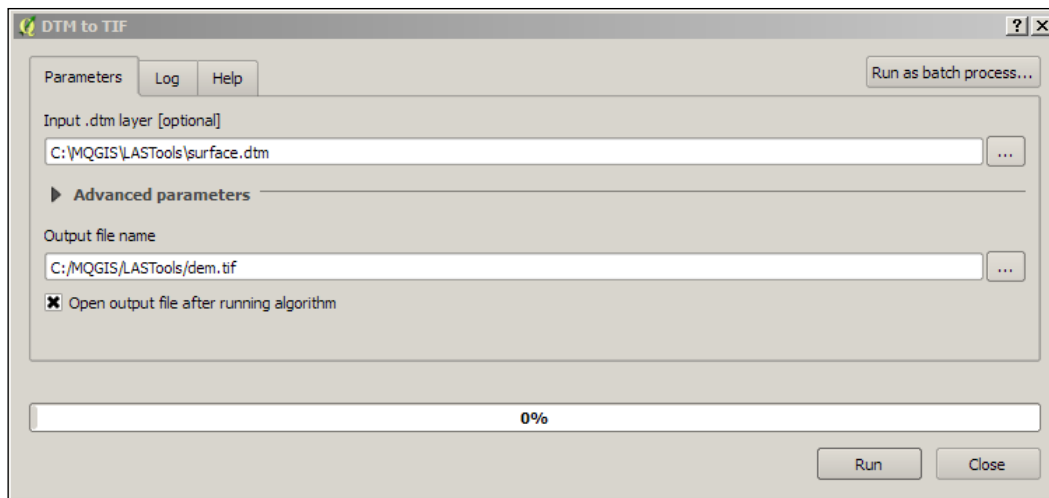 DTM to TIF
Parameters Log Help Run as batch process...
Input .dtm layer [optional]
C:\MQGIS\LASTools\surface.dtm ...
Advanced parameters
Output file name
C:/MQGIS/LASTools/dem.tif ...
Open output file after running algorithm
0%
Run Close